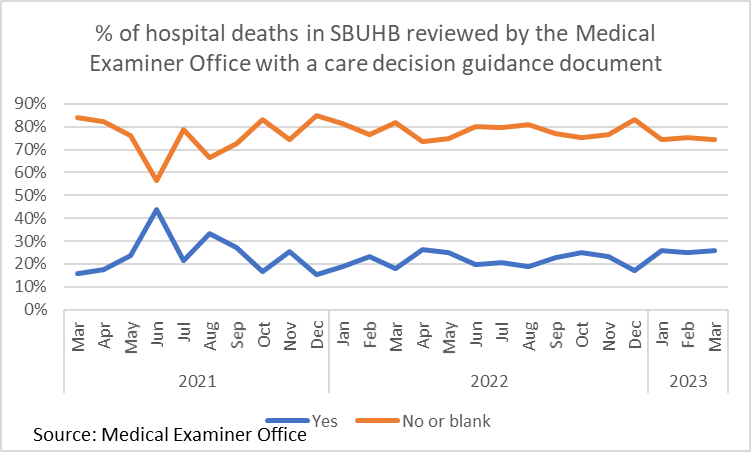 % of hospital deaths in SBUHB reviewed by the Medical
Examiner Office with a care decision guidance document
90%
80%
70%
60%
50%
40%
30%
20%
10%
0%
Mar Apr May Jun Jul Aug Sep Oct Nov Dec Jan Feb Mar Apr May Jun Jul Aug Sep Oct Nov Dec Jan Feb Mar
2021 2022 2023
Yes No or blank
Source: Medical Examiner Office